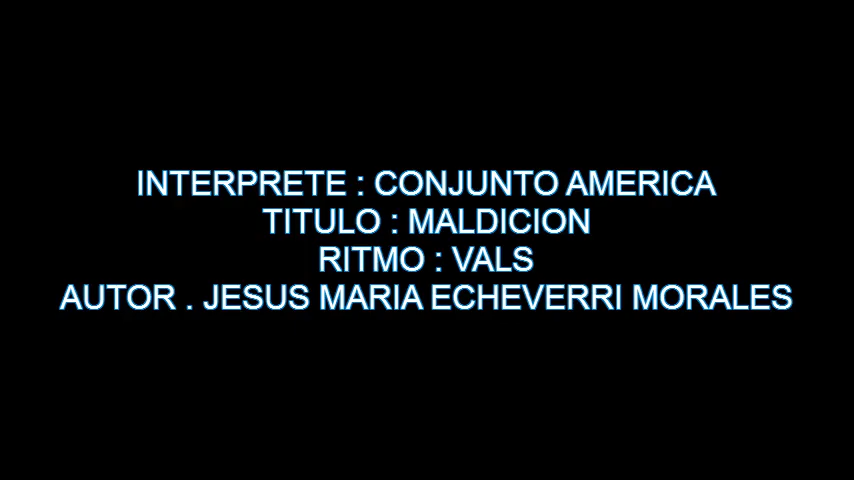 INTERPRETE : CONJUNTO AMERICA
TITULO : MALDICION
RITMO : VALS
AUTOR . JESUS MARIA ECHEVERRI MORALES